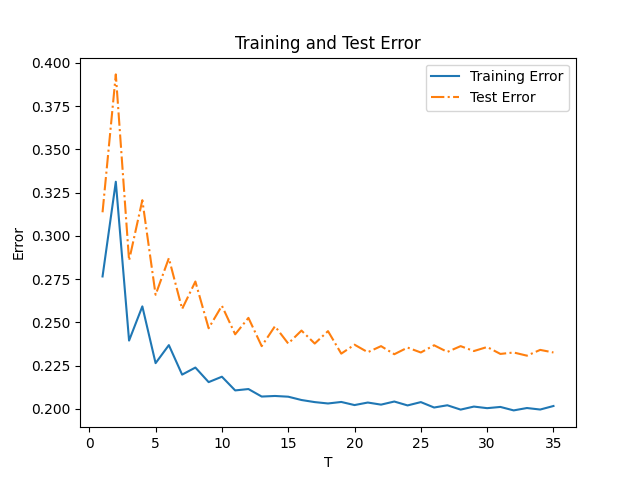 Training and Test Error
Training Error
Test Error
0.400
0.375
0.350
0.325
0.300
0.275
0.250
0.225
0.200
Error
0 5 10 15 20 25 30 35
T